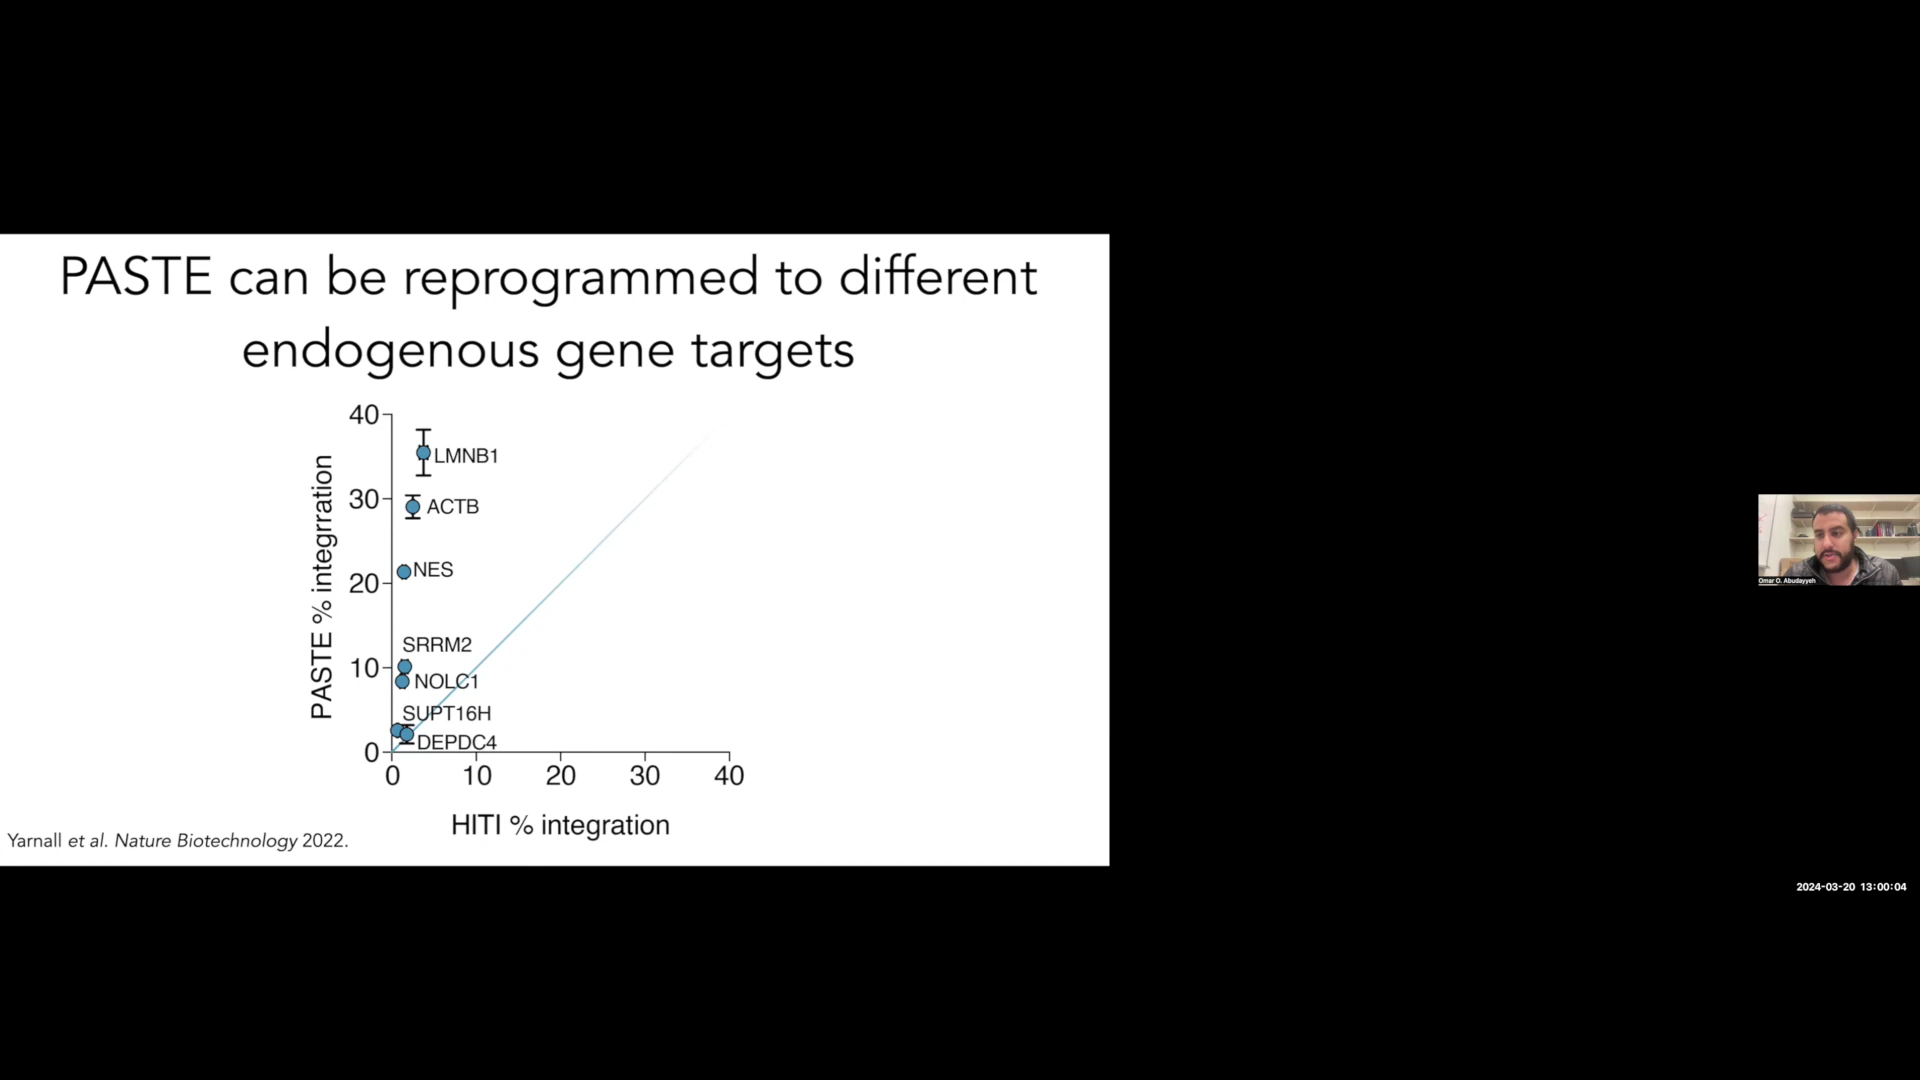 PASTE can be reprogrammed to different
endogenous gene targets
40
30
20
10
0
PASTE % integrration
LMNB1
ACTB
NES
SRRM2
NOLC1
SUPT16H
DEPDC4
0 10 20 30 40
HITI % integration
Yarnall et al. Nature Biotechnology 2022.
Omar O. Abudayyeh
2024-03-20 13:00:04